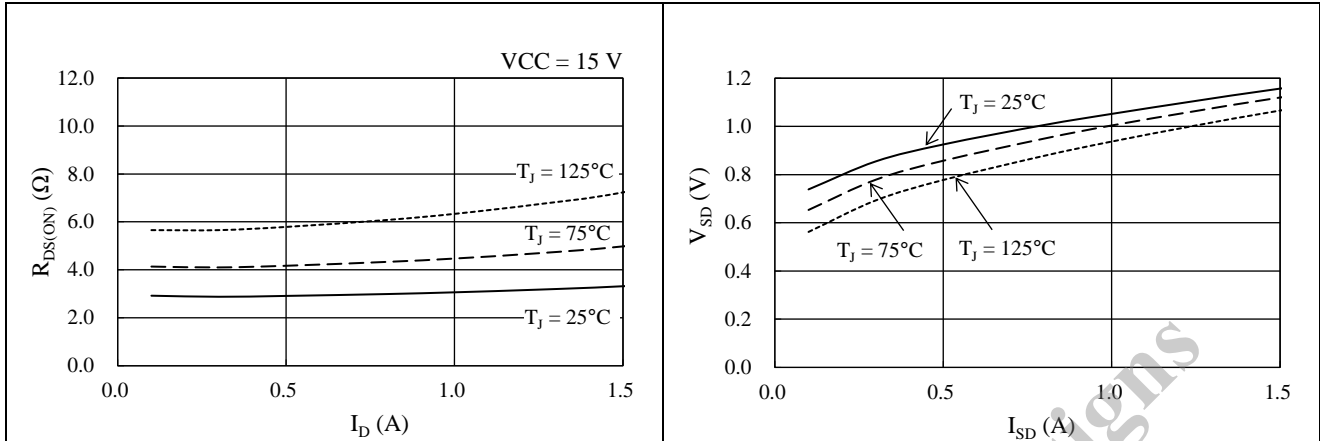 VCC = 15 V
R_DS(ON) (Ω)
12.0
10.0
8.0
6.0
4.0
2.0
0.0
T_J = 125°C
T_J = 75°C
T_J = 25°C
0.0 0.5 1.0 1.5
I_D (A)
V_SD (V)
1.2
1.0
0.8
0.6
0.4
0.2
0.0
T_J = 25°C
T_J = 75°C
T_J = 125°C
0.0 0.5 1.0 1.5
I_SD (A)
igns